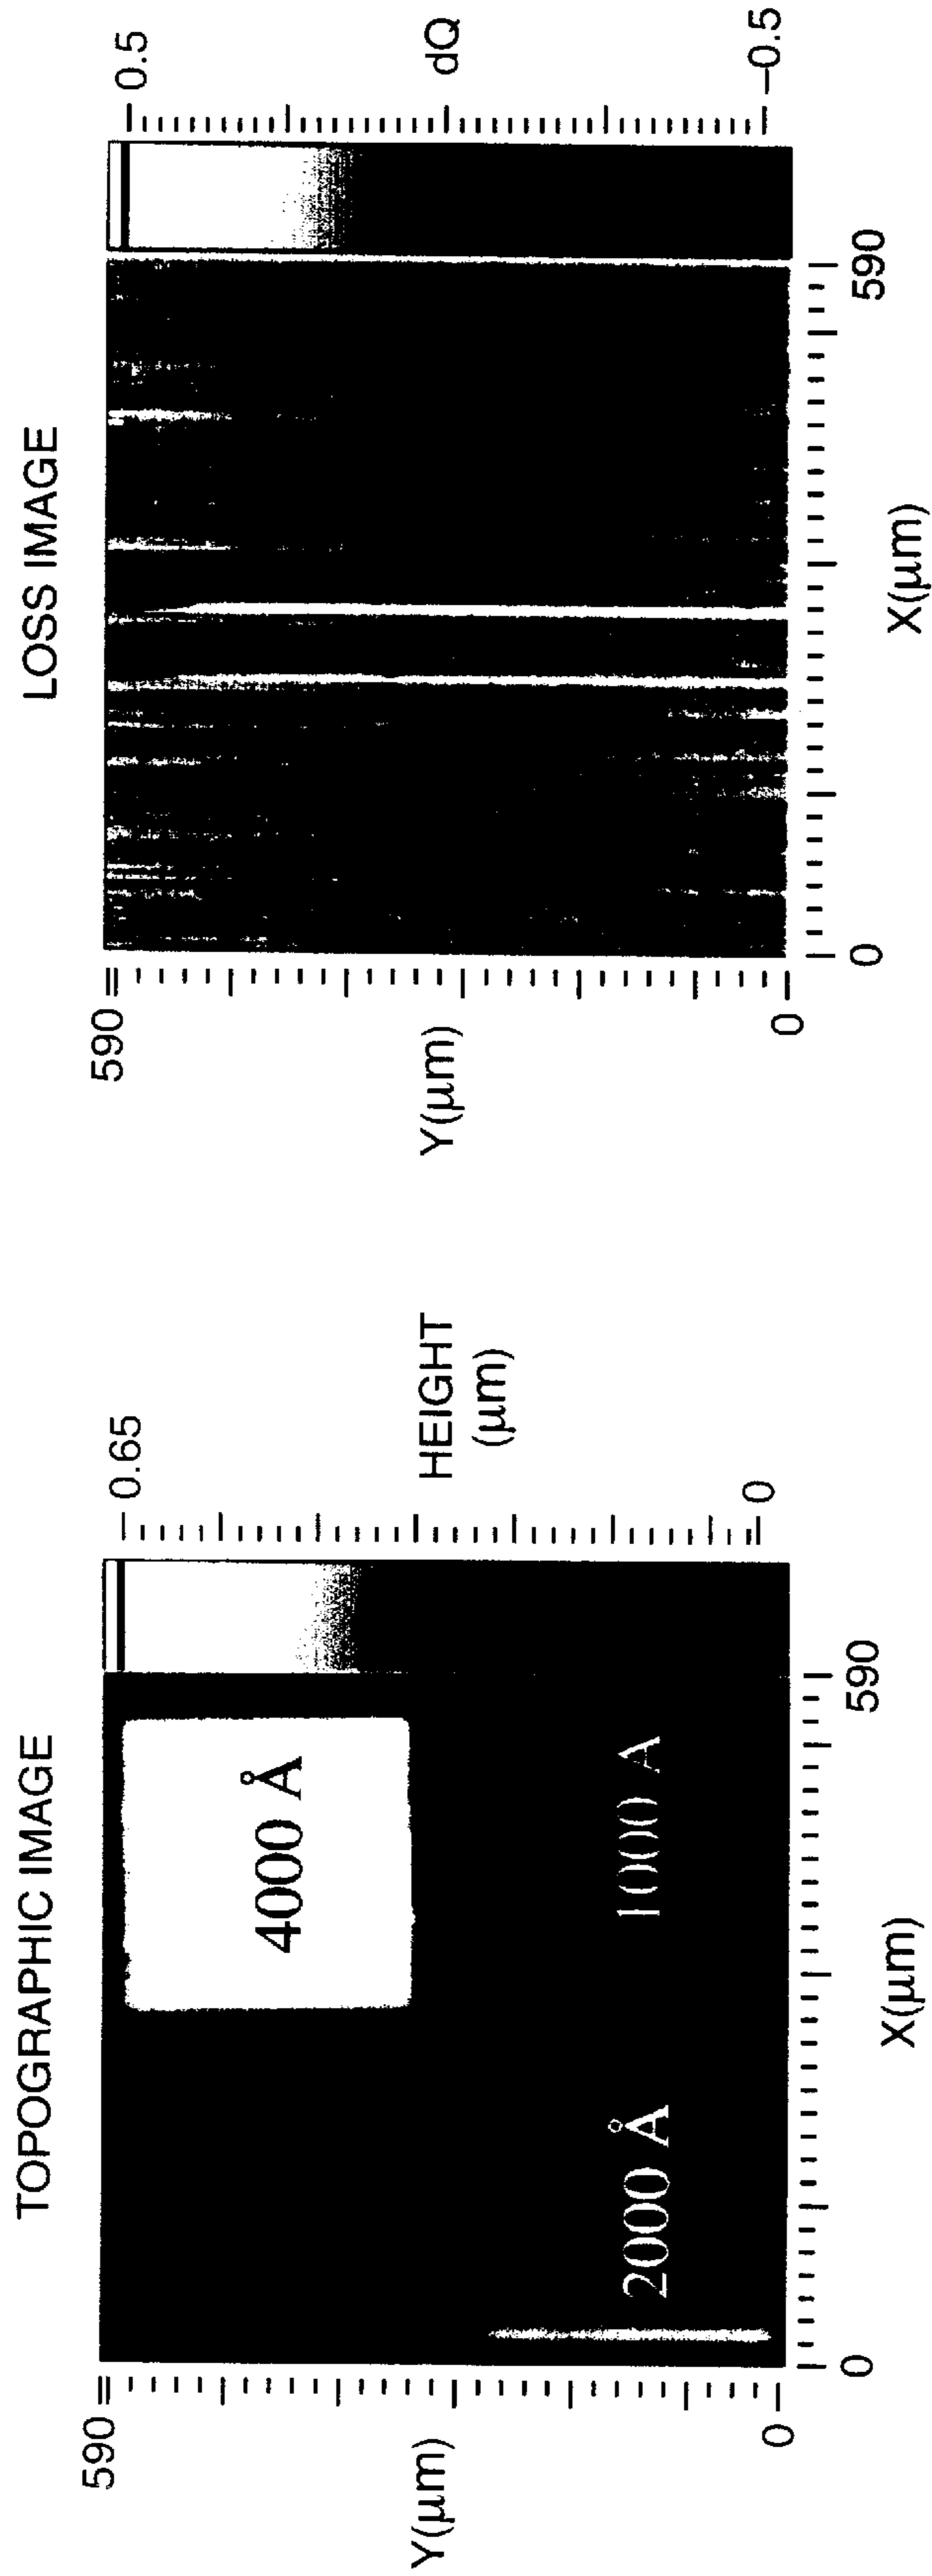 TOPOGRAPHIC IMAGE
590
Y(μm)
0
4000 Å
2000 Å
1000 A
0.65
HEIGHT
(μm)
0
0
590
X(μm)
LOSS IMAGE
590
Y(μm)
0
0.5
dQ
–0.5
0
590
X(μm)